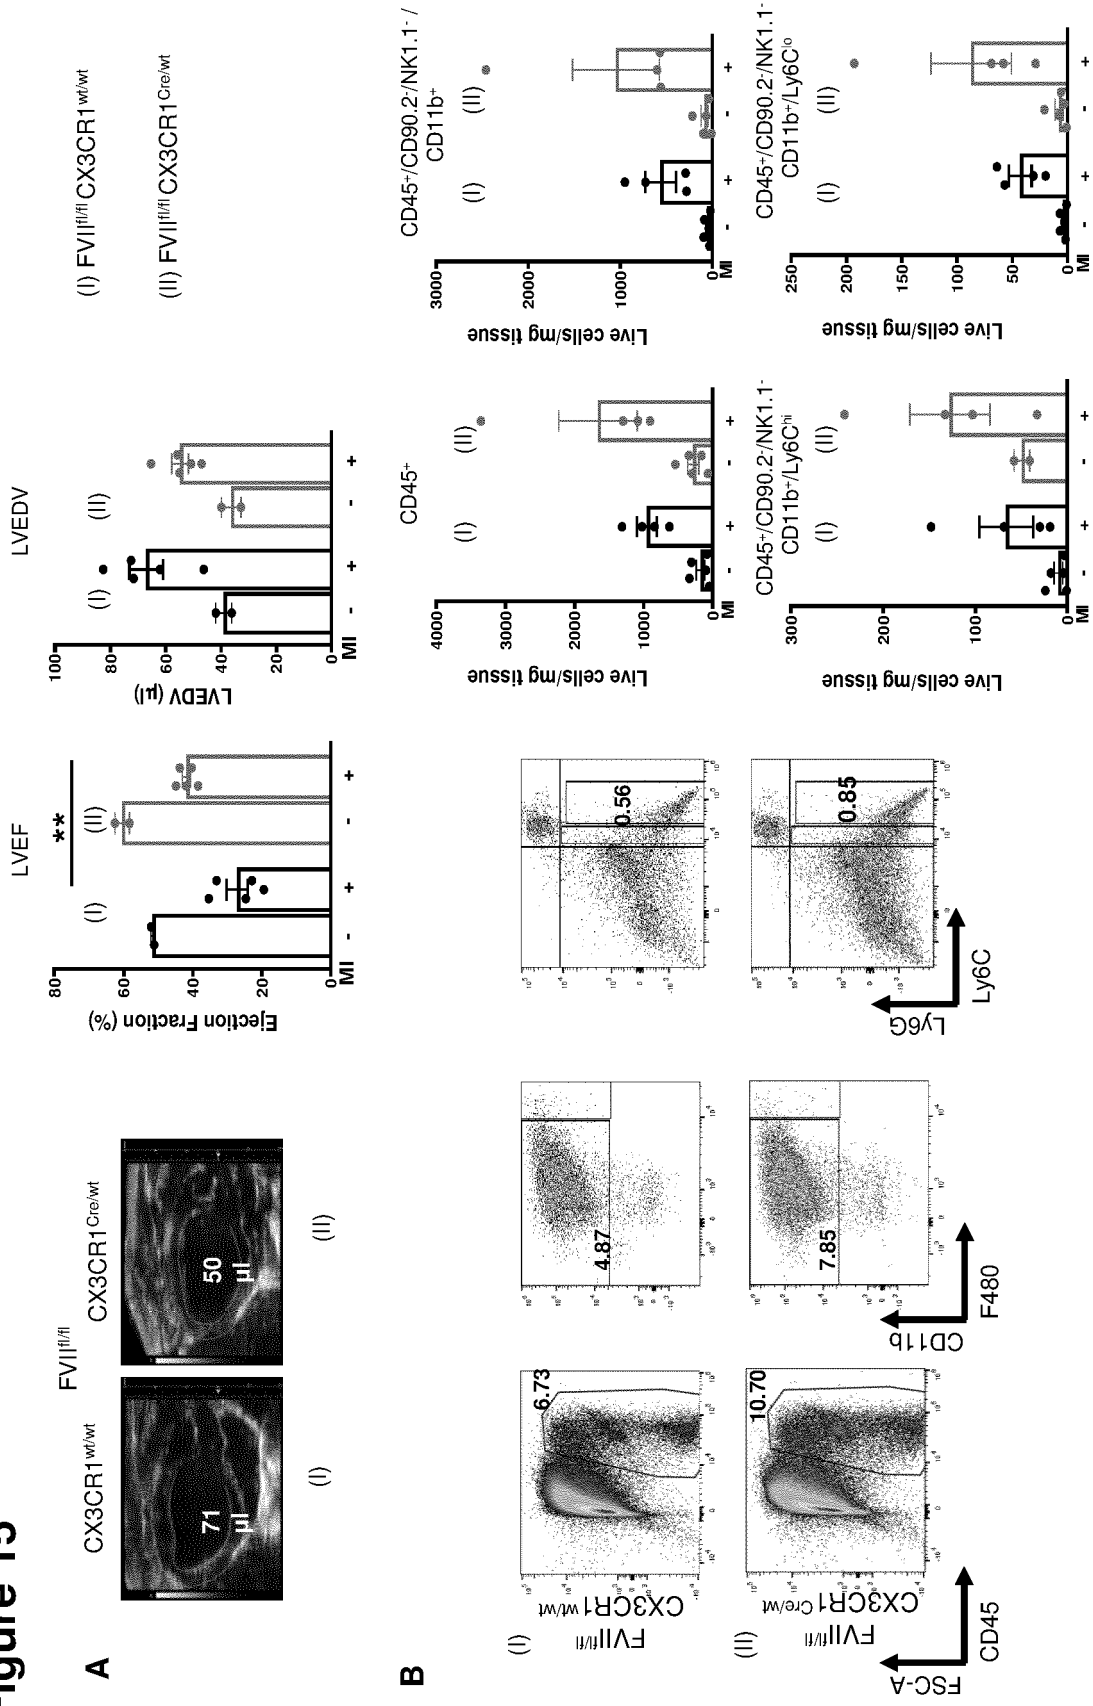 Figure 15
A
FVII^fl/fl
CX3CR1^wt/wt
CX3CR1^Cre/wt
71
µl
50
µl
(I)
(II)
LVEF
(I)
**
(II)
Ejection Fraction (%)
80
60
40
20
0
MI
-
+
-
+
LVEDV
(I)
(II)
LVEDV (µl)
100
80
60
40
20
0
MI
-
+
-
+
(I) FVII^fl/fl CX3CR1^wt/wt
(II) FVII^fl/fl CX3CR1^Cre/wt
B
(I)
FVII^fl/fl
CX3CR1^wt/wt
6.73
4.87
0.56
(II)
FVII^fl/fl
CX3CR1^Cre/wt
10.70
7.85
0.85
FSC-A
CD45
CD11b
F480
Ly6G
Ly6C
CD45⁺
(I)
(II)
Live cells/mg tissue
4000
3000
2000
1000
0
MI
-
+
-
+
CD45⁺/CD90.2⁻/NK1.1⁻ /
CD11b⁺
(I)
(II)
Live cells/mg tissue
3000
2000
1000
0
MI
-
+
-
+
CD45⁺/CD90.2⁻/NK1.1⁻
CD11b⁺/Ly6C^hi
(I)
(II)
Live cells/mg tissue
300
200
100
0
MI
-
+
-
+
CD45⁺/CD90.2⁻/NK1.1⁻
CD11b⁺/Ly6C^lo
(I)
(II)
Live cells/mg tissue
250
200
150
100
50
0
MI
-
+
-
+